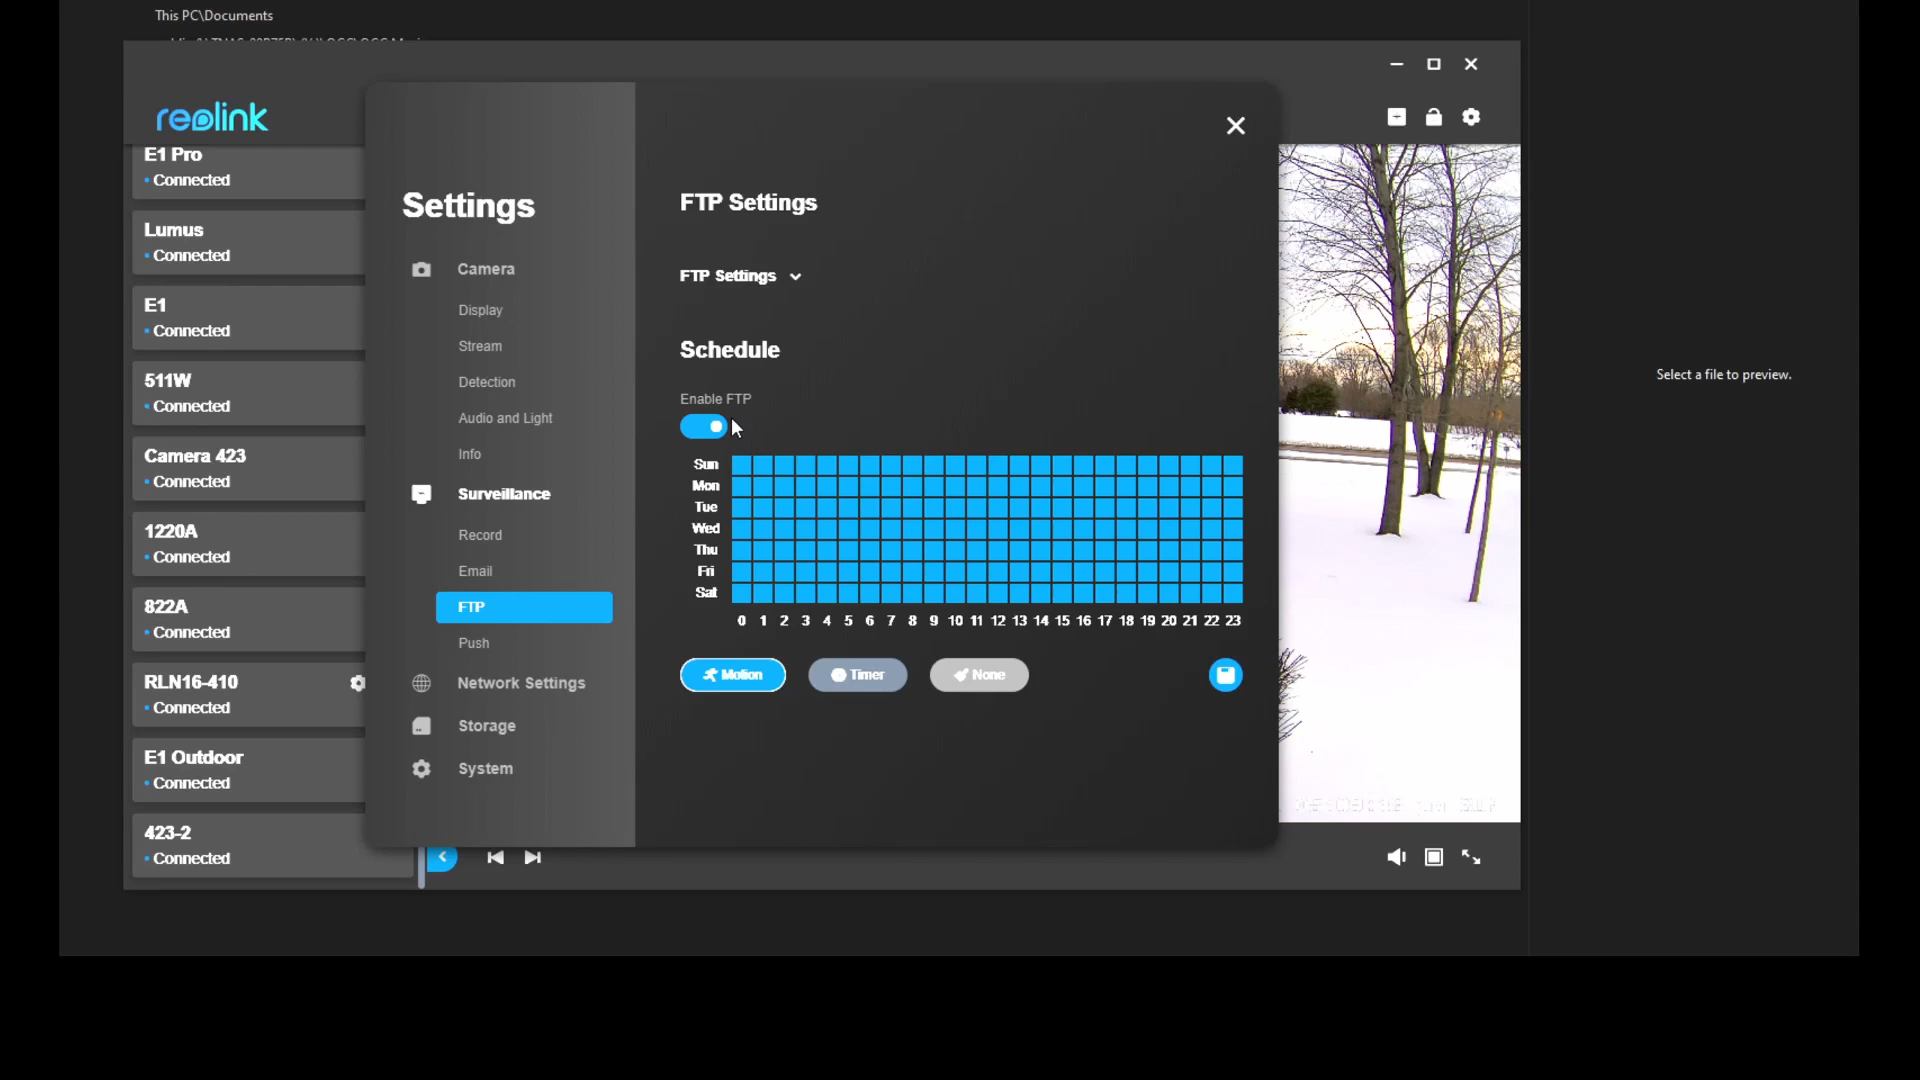 This PC\Documents
reolink
E1 Pro
Connected
Lumus
Connected
E1
Connected
511W
Connected
Camera 423
Connected
1220A
Connected
822A
Connected
RLN16-410
Connected
E1 Outdoor
Connected
423-2
Connected
Settings
Camera
Display
Stream
Detection
Audio and Light
Info
Surveillance
Record
Email
FTP
Push
Network Settings
Storage
System
FTP Settings
FTP Settings
Schedule
Enable FTP
Sun
Mon
Tue
Wed
Thu
Fri
Sat
0 1 2 3 4 5 6 7 8 9 10 11 12 13 14 15 16 17 18 19 20 21 22 23
Motion Timer None
Select a file to preview.